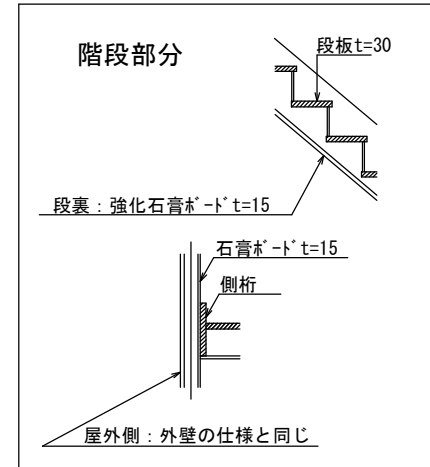 階段部分
段板t=30
段裏：強化石膏ﾎﾞｰﾄﾞt=15
石膏ﾎﾞｰﾄﾞt=15
側桁
屋外側：外壁の仕様と同じ